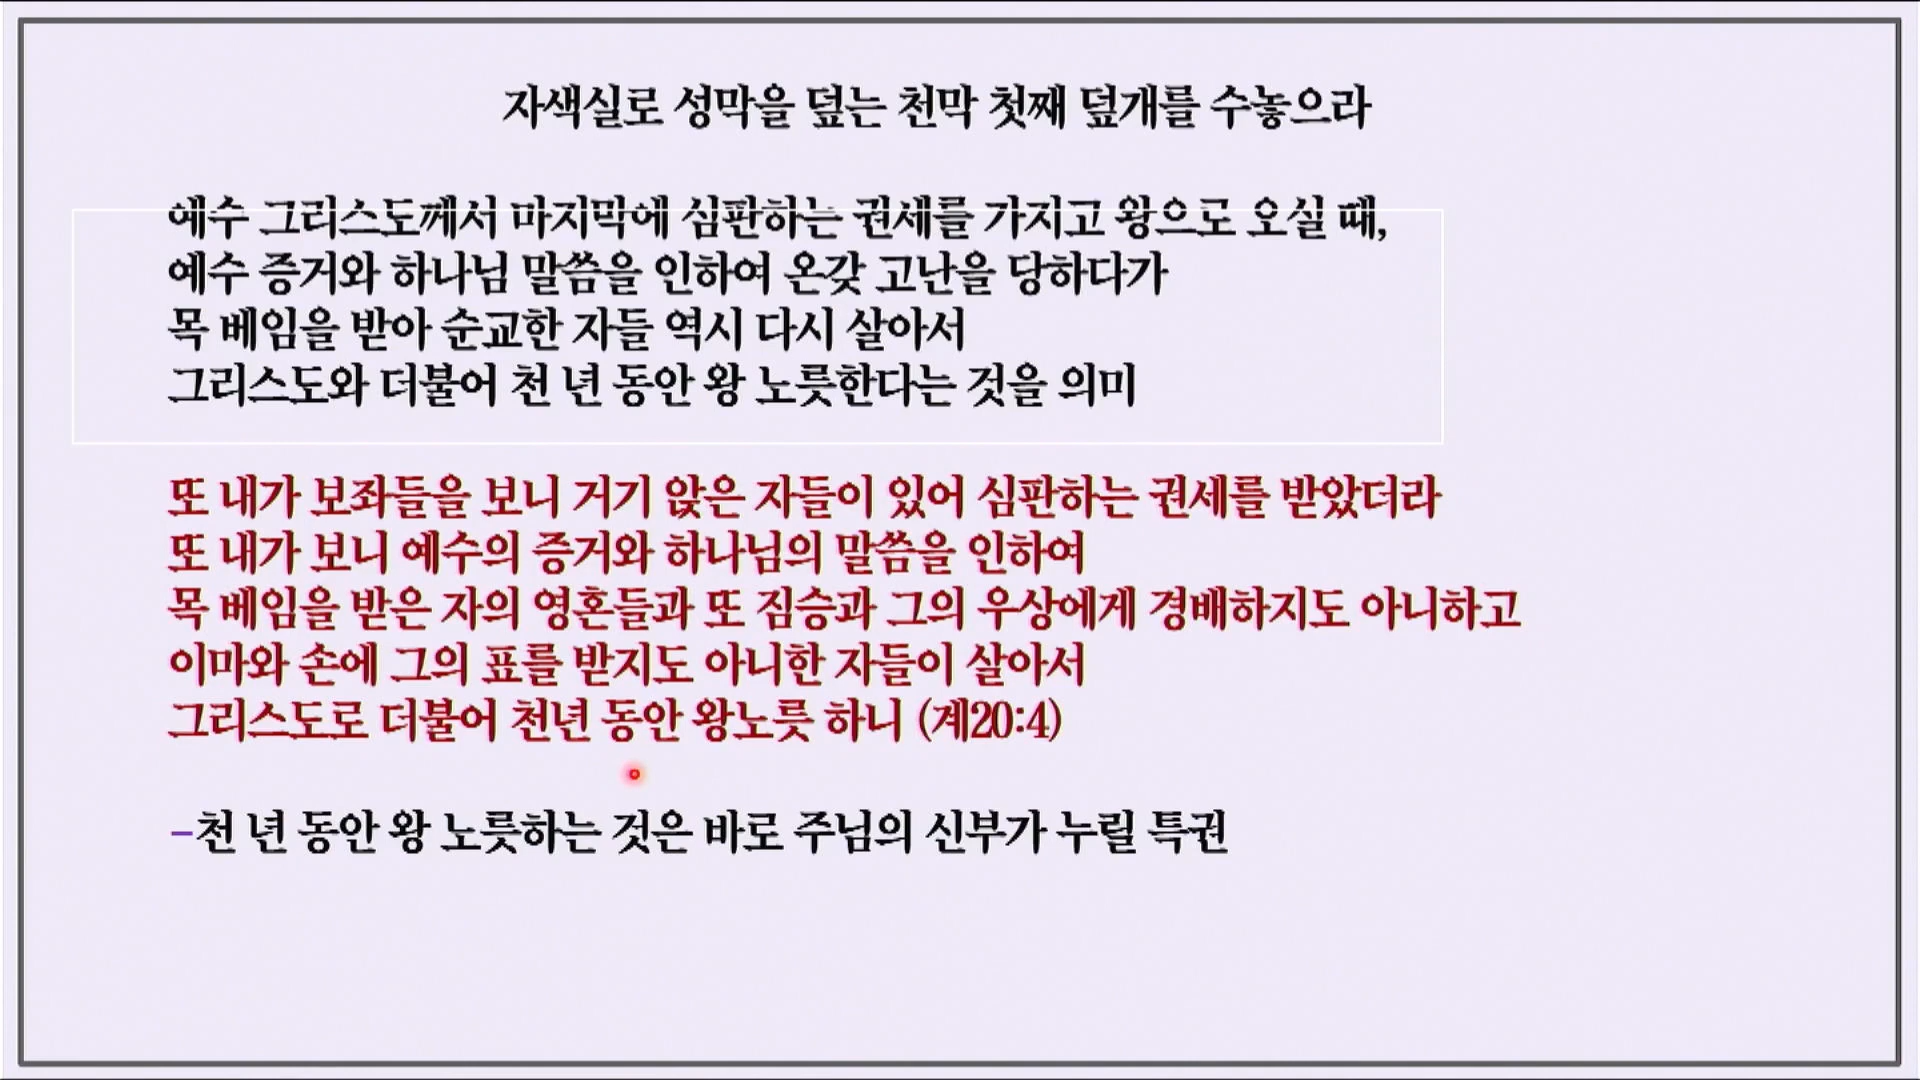 자색실로 성막을 덮는 천막 첫째 덮개를 수놓으라
예수 그리스도께서 마지막에 심판하는 권세를 가지고 왕으로 오실 때,
예수 증거와 하나님 말씀을 인하여 온갖 고난을 당하다가
목 베임을 받아 순교한 자들 역시 다시 살아서
그리스도와 더불어 천 년 동안 왕 노릇한다는 것을 의미
또 내가 보좌들을 보니 거기 앉은 자들이 있어 심판하는 권세를 받았더라
또 내가 보니 예수의 증거와 하나님의 말씀을 인하여
목 베임을 받은 자의 영혼들과 또 짐승과 그의 우상에게 경배하지도 아니하고
이마와 손에 그의 표를 받지도 아니한 자들이 살아서
그리스도로 더불어 천년 동안 왕노릇 하니 (계20:4)
-천 년 동안 왕 노릇하는 것은 바로 주님의 신부가 누릴 특권